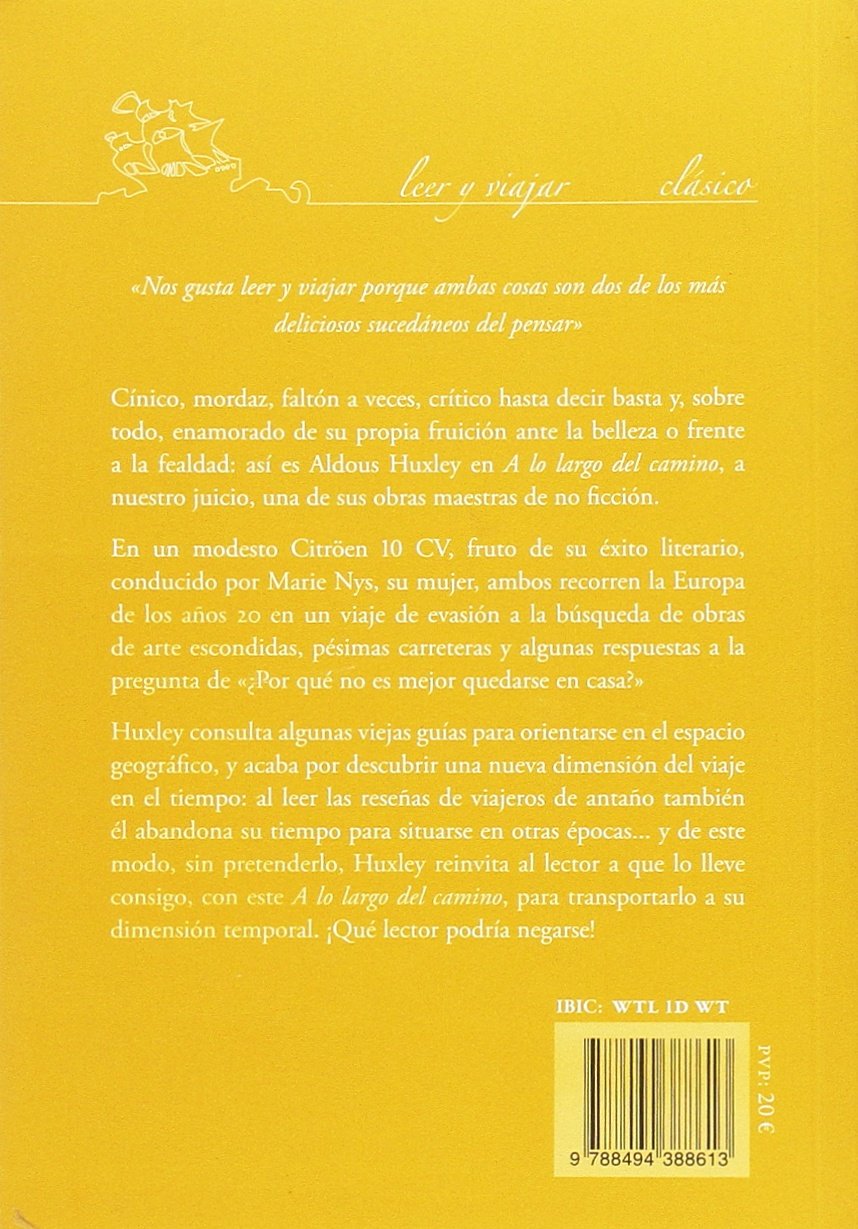 leer y viajar clásico
«Nos gusta leer y viajar porque ambas cosas son dos de los más
deliciosos sucedáneos del pensar»
Cínico, mordaz, faltón a veces, crítico hasta decir basta y, sobre
todo, enamorado de su propia fruición ante la belleza o frente
a la fealdad: así es Aldous Huxley en A lo largo del camino, a
nuestro juicio, una de sus obras maestras de no ficción.
En un modesto Citröen 10 CV, fruto de su éxito literario,
conducido por Marie Nys, su mujer, ambos recorren la Europa
de los años 20 en un viaje de evasión a la búsqueda de obras
de arte escondidas, pésimas carreteras y algunas respuestas a la
pregunta de «¿Por qué no es mejor quedarse en casa?»
Huxley consulta algunas viejas guías para orientarse en el espacio
geográfico, y acaba por descubrir una nueva dimensión del viaje
en el tiempo: al leer las reseñas de viajeros de antaño también
él abandona su tiempo para situarse en otras épocas... y de este
modo, sin pretenderlo, Huxley reinvita al lector a que lo lleve
consigo, con este A lo largo del camino, para transportarlo a su
dimensión temporal. ¡Qué lector podría negarse!
IBIC: WTL 1D WT
PVP: 20 €
9 788494 388613